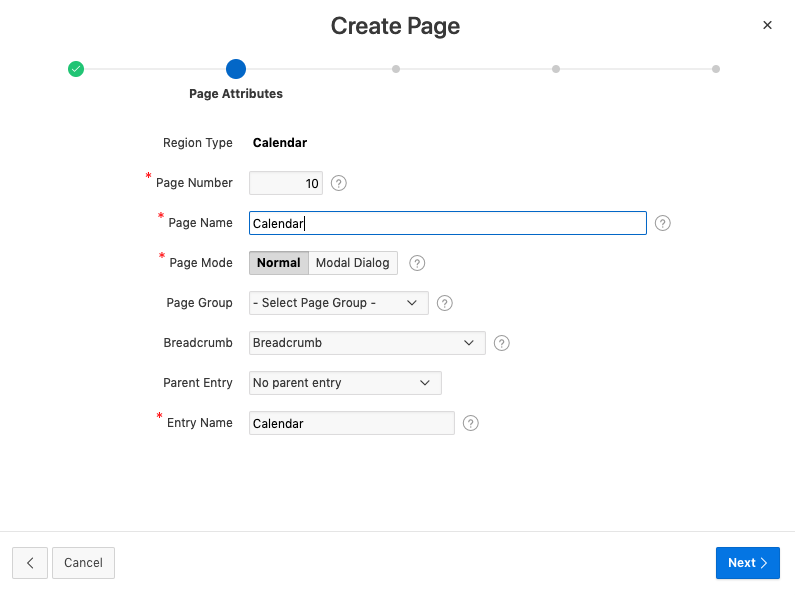 Create Page
Page Attributes
Region Type Calendar
* Page Number 10 ?
* Page Name Calendar ?
* Page Mode Normal Modal Dialog ?
Page Group - Select Page Group - ?
Breadcrumb Breadcrumb ?
Parent Entry No parent entry
* Entry Name Calendar ?
Cancel Next